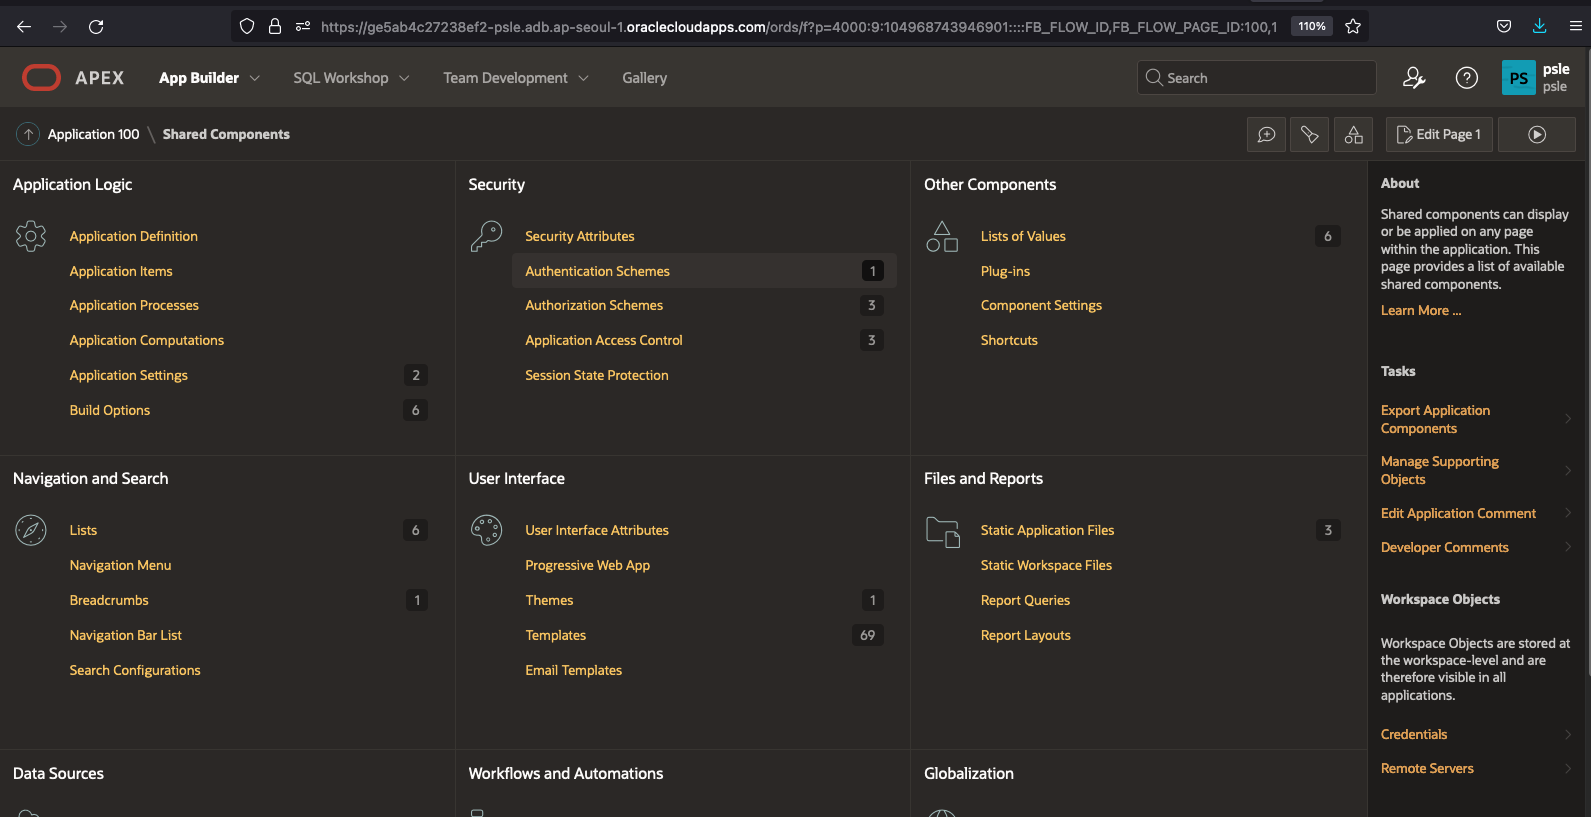 https://ge5ab4c27238ef2-psle.adb.ap-seoul-1.oraclecloudapps.com/ords/f?p=4000:9:104968743946901::::FB_FLOW_ID,FB_FLOW_PAGE_ID:100,1
110%
APEX
App Builder
SQL Workshop
Team Development
Gallery
Search
PS
psle
psle
Application 100 \ Shared Components
Edit Page 1
Application Logic
Application Definition
Application Items
Application Processes
Application Computations
Application Settings 2
Build Options 6
Security
Security Attributes
Authentication Schemes 1
Authorization Schemes 3
Application Access Control 3
Session State Protection
Other Components
Lists of Values 6
Plug-ins
Component Settings
Shortcuts
Navigation and Search
Lists 6
Navigation Menu
Breadcrumbs 1
Navigation Bar List
Search Configurations
User Interface
User Interface Attributes
Progressive Web App
Themes 1
Templates 69
Email Templates
Files and Reports
Static Application Files 3
Static Workspace Files
Report Queries
Report Layouts
Data Sources
Workflows and Automations
Globalization
About
Shared components can display
or be applied on any page
within the application. This
page provides a list of available
shared components.
Learn More ...
Tasks
Export Application
Components
Manage Supporting
Objects
Edit Application Comment
Developer Comments
Workspace Objects
Workspace Objects are stored at
the workspace-level and are
therefore visible in all
applications.
Credentials
Remote Servers